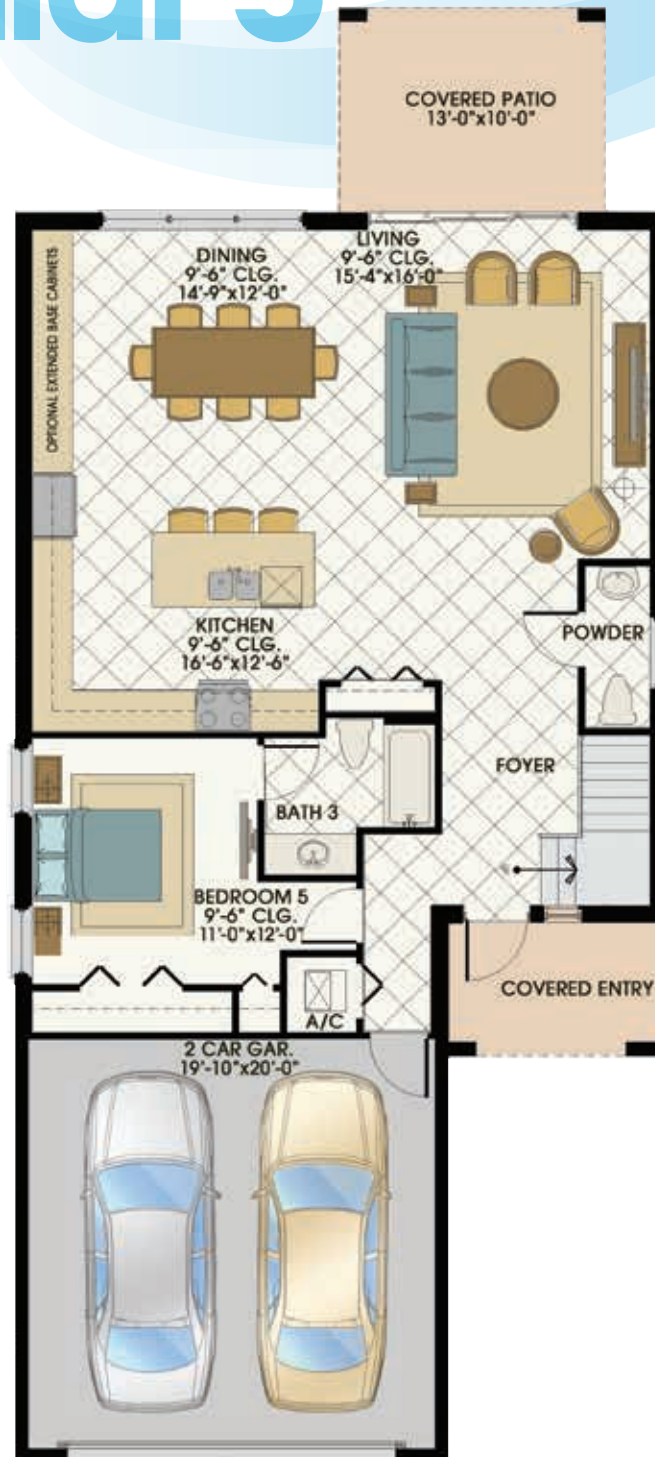 COVERED PATIO
13'-0"x10'-0"
DINING
9'-6" CLG.
14'-9"x12'-0"
LIVING
9'-6" CLG.
15'-4"x16'-0"
OPTIONAL EXTENDED BASE CABINETS
KITCHEN
9'-6" CLG.
16'-6"x12'-6"
POWDER
FOYER
BATH 3
BEDROOM 5
9'-6" CLG.
11'-0"x12'-0"
COVERED ENTRY
A/C
2 CAR GAR.
19'-10"x20'-0"